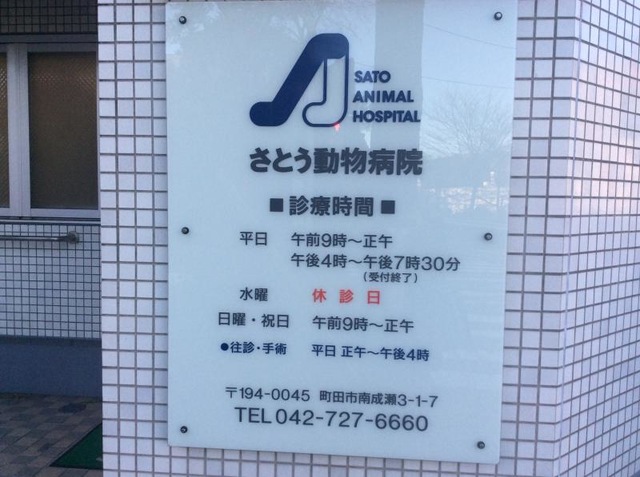 SATO
ANIMAL
HOSPITAL
さとう動物病院
■診療時間■
平日 午前9時～正午
午後4時～午後7時30分
(受付終了)
水曜 休診日
日曜・祝日 午前9時～正午
●往診・手術 平日 正午～午後4時
〒194-0045 町田市南成瀬3-1-7
TEL 042-727-6660